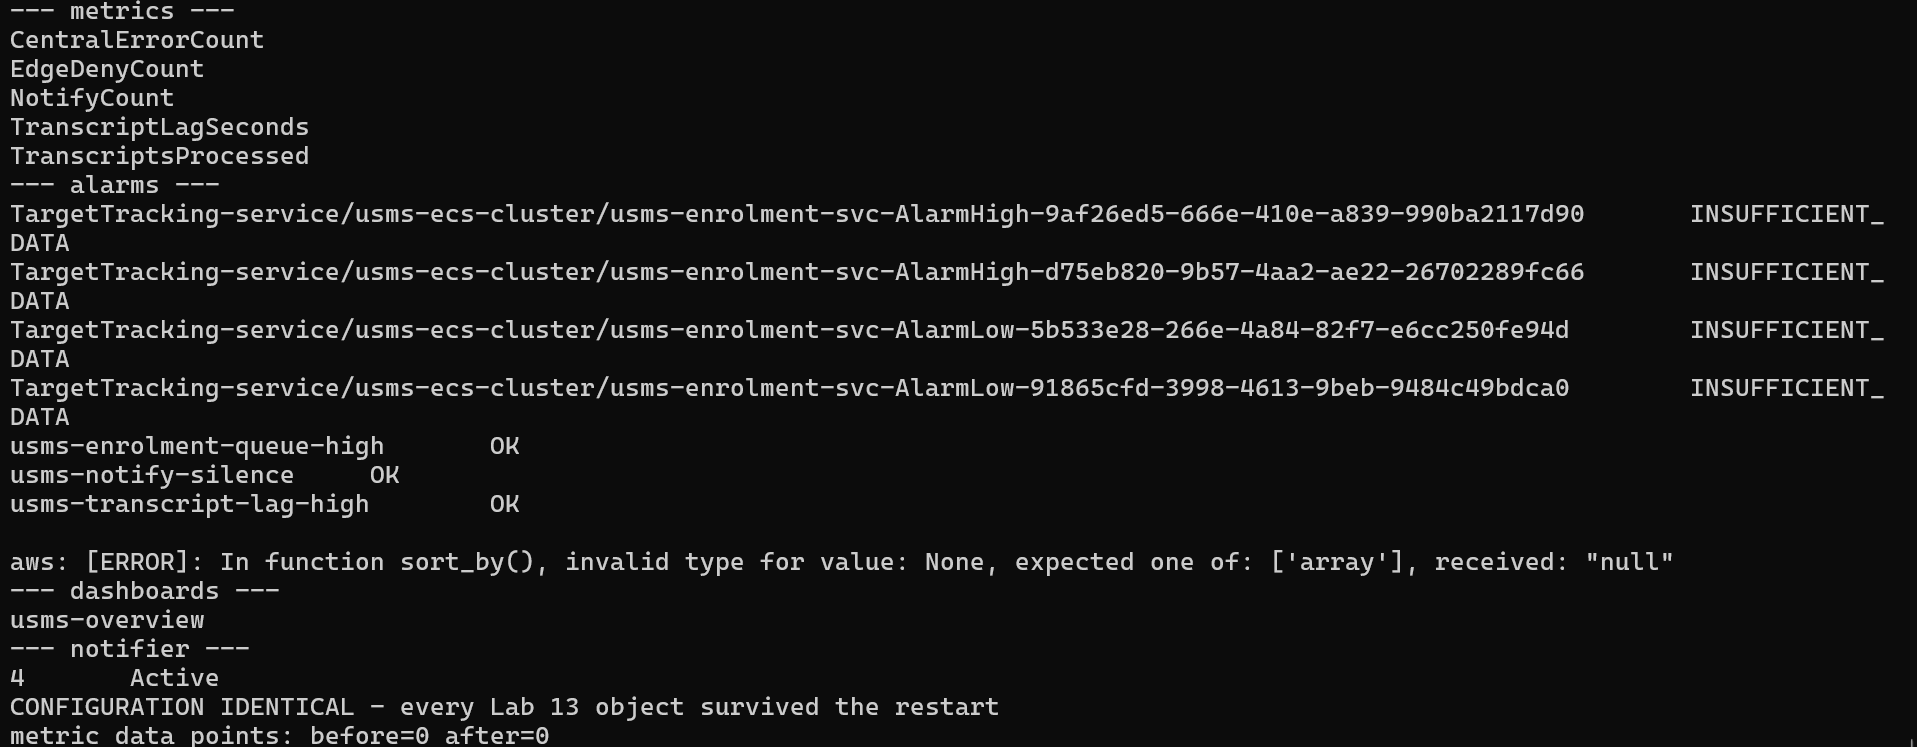 --- metrics ---
CentralErrorCount
EdgeDenyCount
NotifyCount
TranscriptLagSeconds
TranscriptsProcessed
--- alarms ---
TargetTracking-service/usms-ecs-cluster/usms-enrolment-svc-AlarmHigh-9af26ed5-666e-410e-a839-990ba2117d90       INSUFFICIENT_
DATA
TargetTracking-service/usms-ecs-cluster/usms-enrolment-svc-AlarmHigh-d75eb820-9b57-4aa2-ae22-26702289fc66       INSUFFICIENT_
DATA
TargetTracking-service/usms-ecs-cluster/usms-enrolment-svc-AlarmLow-5b533e28-266e-4a84-82f7-e6cc250fe94d        INSUFFICIENT_
DATA
TargetTracking-service/usms-ecs-cluster/usms-enrolment-svc-AlarmLow-91865cfd-3998-4613-9beb-9484c49bdca0        INSUFFICIENT_
DATA
usms-enrolment-queue-high       OK
usms-notify-silence     OK
usms-transcript-lag-high        OK
aws: [ERROR]: In function sort_by(), invalid type for value: None, expected one of: ['array'], received: "null"
--- dashboards ---
usms-overview
--- notifier ---
4       Active
CONFIGURATION IDENTICAL - every Lab 13 object survived the restart
metric data points: before=0 after=0